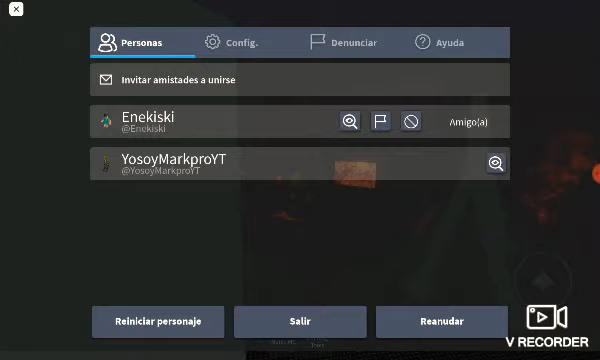 Personas
Config.
Denunciar
Ayuda
Invitar amistades a unirse
Enekiski
@Enekiski
Amigo(a)
YosoyMarkproYT
@YosoyMarkproYT
Reiniciar personaje
Salir
Reanudar
V RECORDER